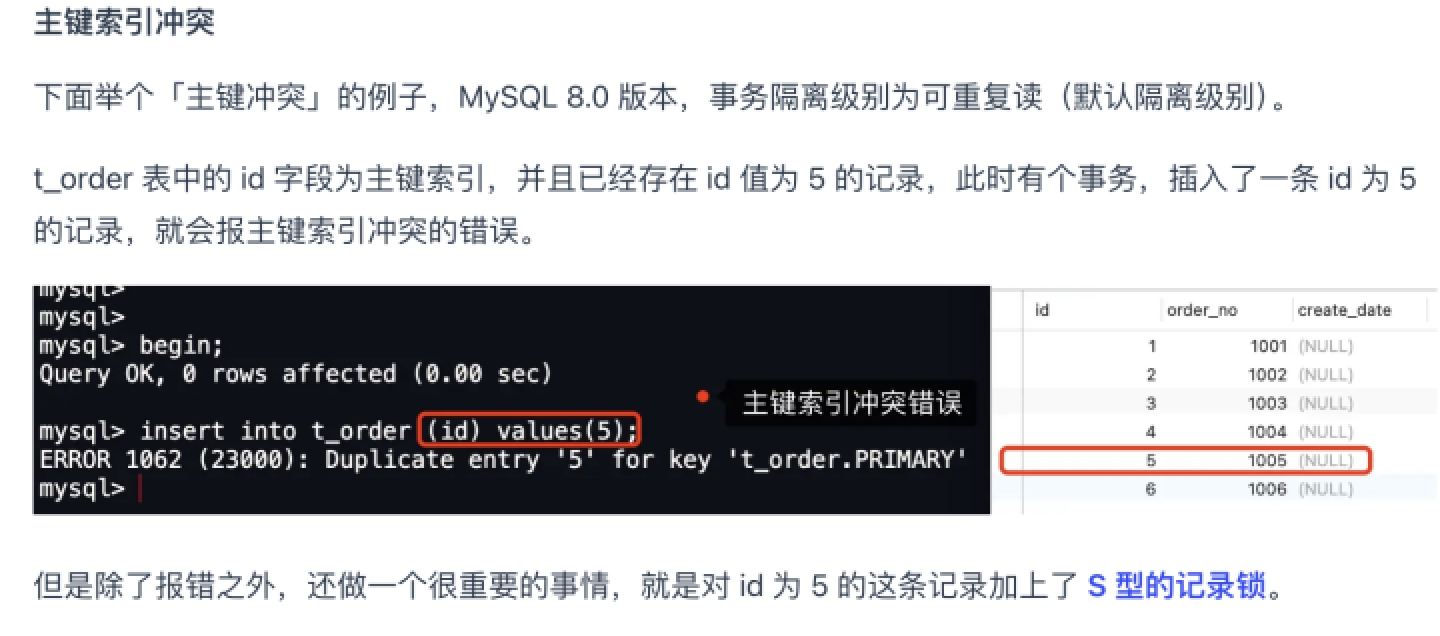 主键索引冲突
下面举个「主键冲突」的例子，MySQL 8.0 版本，事务隔离级别为可重复读（默认隔离级别）。
t_order 表中的 id 字段为主键索引，并且已经存在 id 值为 5 的记录，此时有个事务，插入了一条 id 为 5
的记录，就会报主键索引冲突的错误。
mysql>
mysql>
mysql> begin;
Query OK, 0 rows affected (0.00 sec)
主键索引冲突错误
mysql> insert into t_order (id) values(5);
ERROR 1062 (23000): Duplicate entry '5' for key 't_order.PRIMARY'
mysql>
id order_no create_date
1 1001 (NULL)
2 1002 (NULL)
3 1003 (NULL)
4 1004 (NULL)
5 1005 (NULL)
6 1006 (NULL)
但是除了报错之外，还做一个很重要的事情，就是对 id 为 5 的这条记录加上了 S 型的记录锁。